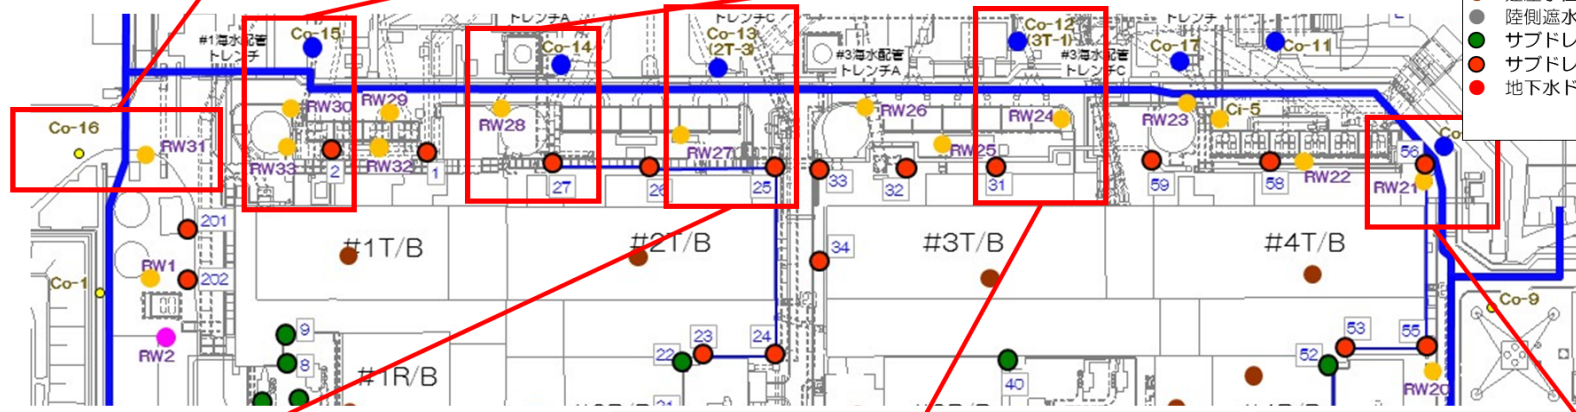 トレンチA
トレンチC
トレンチ
陸側遮水
サブドレ
サブドレ
地下水ド
#1海水配管
トレンチ
Co-15
Co-14
Co-13
(2T-3)
#3海水配管
トレンチA
Co-12
(3T-1)
#3海水配管
トレンチC
Co-17
Co-11
Co-16
RW31
RW30
RW29
RW28
RW27
RW26
RW25
RW24
RW23
Ci-5
RW33
2
RW32
1
27
25
33
32
31
59
58
RW22
56
RW21
201
202
RW1
Co-1
RW2
#1T/B
#2T/B
34
#3T/B
#4T/B
Co-9
9
8
#1R/B
22
23
24
40
52
53
55
RW20